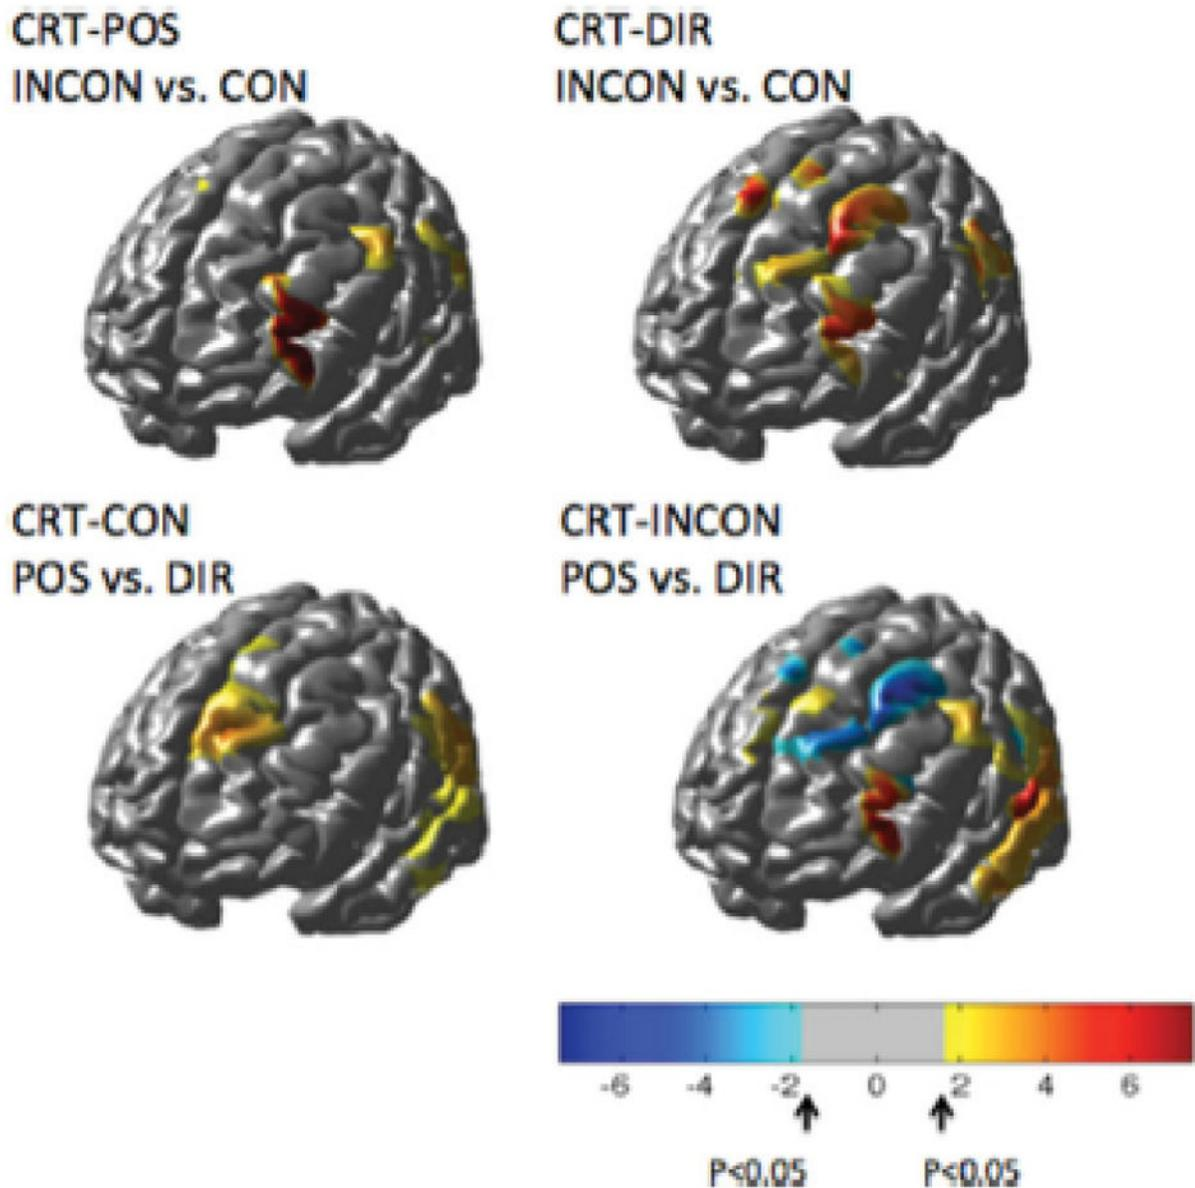 CRT-POS
INCON vs. CON
CRT-DIR
INCON vs. CON
CRT-CON
POS vs. DIR
CRT-INCON
POS vs. DIR
-6 -4 -2 0 2 4 6
P<0.05 P<0.05